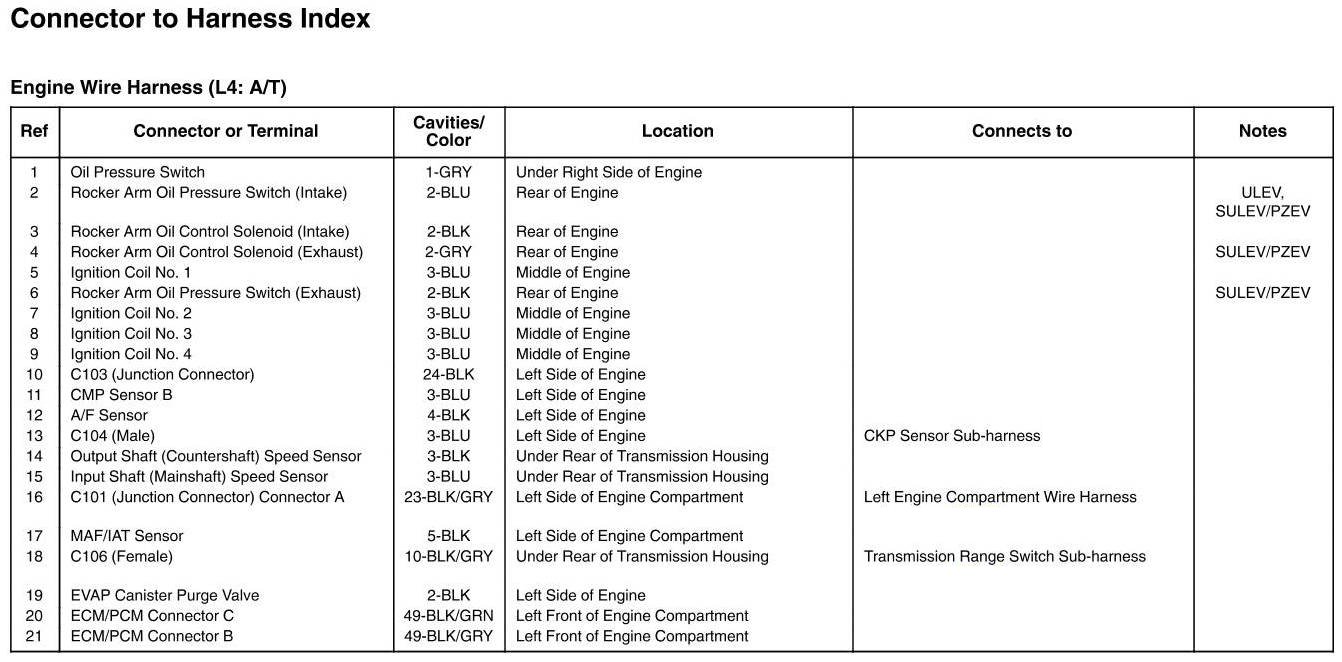 Connector to Harness Index
Engine Wire Harness (L4: A/T)
Ref Connector or Terminal Cavities/ Color Location Connects to Notes
1 Oil Pressure Switch 1-GRY Under Right Side of Engine
2 Rocker Arm Oil Pressure Switch (Intake) 2-BLU Rear of Engine ULEV,
SULEV/PZEV
3 Rocker Arm Oil Control Solenoid (Intake) 2-BLK Rear of Engine
4 Rocker Arm Oil Control Solenoid (Exhaust) 2-GRY Rear of Engine SULEV/PZEV
5 Ignition Coil No. 1 3-BLU Middle of Engine
6 Rocker Arm Oil Pressure Switch (Exhaust) 2-BLK Rear of Engine SULEV/PZEV
7 Ignition Coil No. 2 3-BLU Middle of Engine
8 Ignition Coil No. 3 3-BLU Middle of Engine
9 Ignition Coil No. 4 3-BLU Middle of Engine
10 C103 (Junction Connector) 24-BLK Left Side of Engine
11 CMP Sensor B 3-BLU Left Side of Engine
12 A/F Sensor 4-BLK Left Side of Engine
13 C104 (Male) 3-BLU Left Side of Engine CKP Sensor Sub-harness
14 Output Shaft (Countershaft) Speed Sensor 3-BLK Under Rear of Transmission Housing
15 Input Shaft (Mainshaft) Speed Sensor 3-BLU Under Rear of Transmission Housing
16 C101 (Junction Connector) Connector A 23-BLK/GRY Left Side of Engine Compartment Left Engine Compartment Wire Harness
17 MAF/IAT Sensor 5-BLK Left Side of Engine Compartment
18 C106 (Female) 10-BLK/GRY Under Rear of Transmission Housing Transmission Range Switch Sub-harness
19 EVAP Canister Purge Valve 2-BLK Left Side of Engine
20 ECM/PCM Connector C 49-BLK/GRN Left Front of Engine Compartment
21 ECM/PCM Connector B 49-BLK/GRY Left Front of Engine Compartment